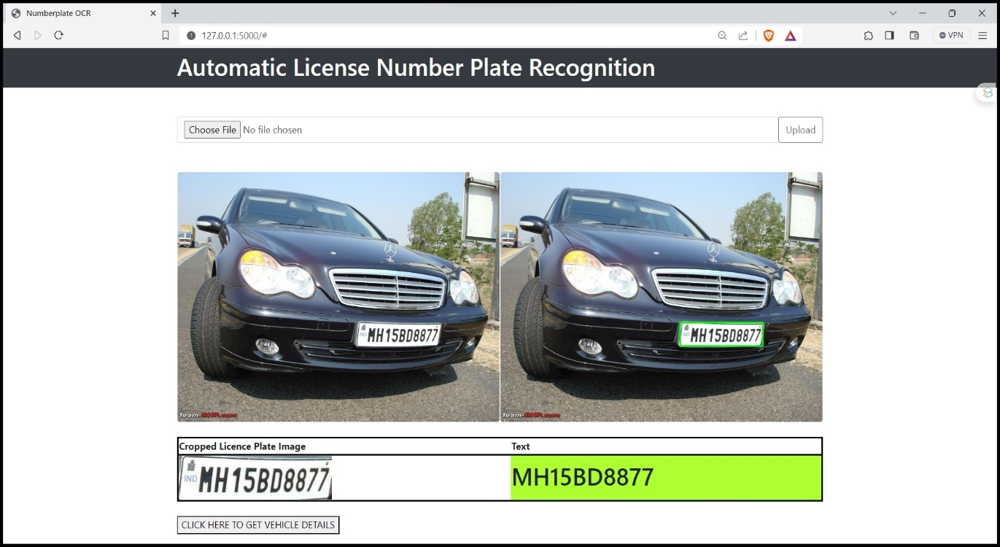 Numberplate OCR
127.0.0.1:5000/#
VPN
Automatic License Number Plate Recognition
Choose File No file chosen Upload
IND MH15BD8877 IND MH15BD8877
Team-BHP.com Team-BHP.com
Cropped Licence Plate Image Text
IND MH15BD8877 MH15BD8877
CLICK HERE TO GET VEHICLE DETAILS